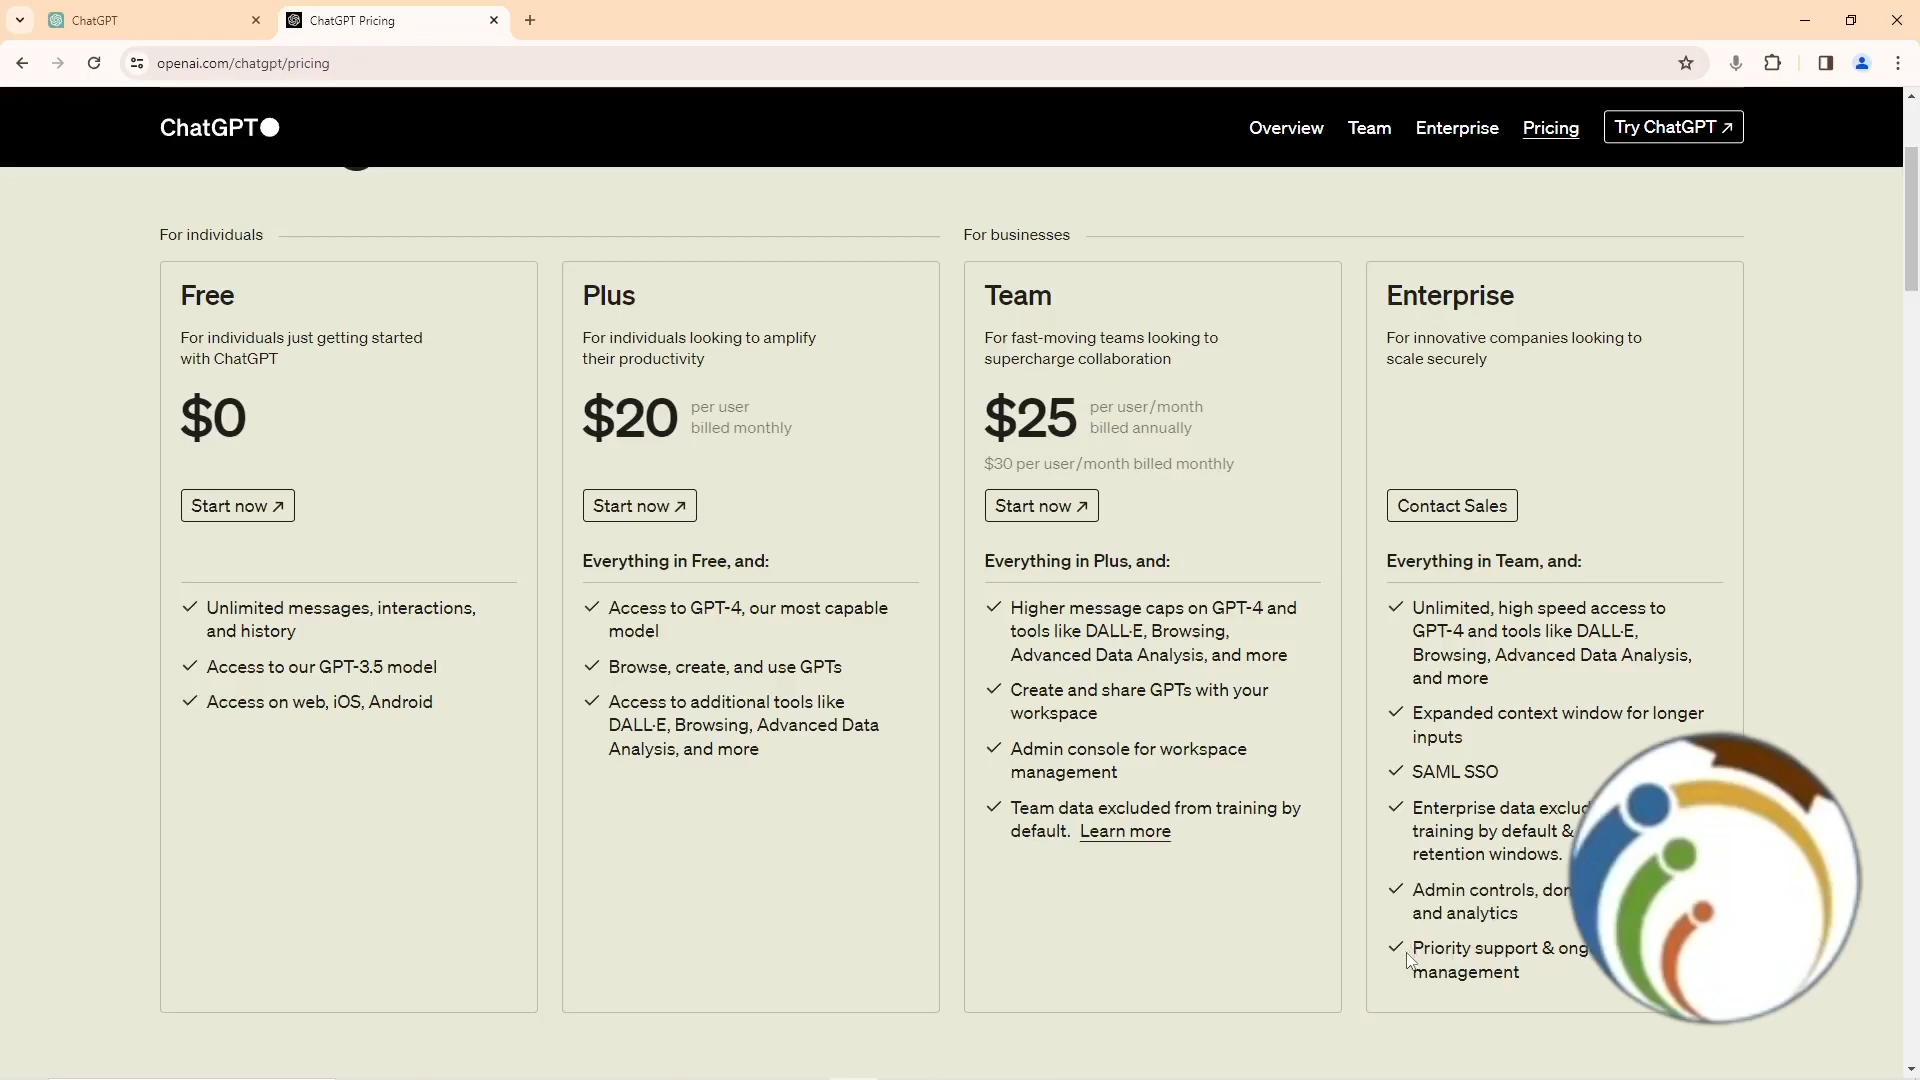 ChatGPT
ChatGPT Pricing
openai.com/chatgpt/pricing
ChatGPT
Overview
Team
Enterprise
Pricing
Try ChatGPT ↗
For individuals
For businesses
Free
For individuals just getting started
with ChatGPT
$0
Start now ↗
✓ Unlimited messages, interactions,
and history
✓ Access to our GPT-3.5 model
✓ Access on web, iOS, Android
Plus
For individuals looking to amplify
their productivity
$20
per user
billed monthly
Start now ↗
Everything in Free, and:
✓ Access to GPT-4, our most capable
model
✓ Browse, create, and use GPTs
✓ Access to additional tools like
DALL·E, Browsing, Advanced Data
Analysis, and more
Team
For fast-moving teams looking to
supercharge collaboration
$25
per user/month
billed annually
$30 per user/month billed monthly
Start now ↗
Everything in Plus, and:
✓ Higher message caps on GPT-4 and
tools like DALL·E, Browsing,
Advanced Data Analysis, and more
✓ Create and share GPTs with your
workspace
✓ Admin console for workspace
management
✓ Team data excluded from training by
default. Learn more
Enterprise
For innovative companies looking to
scale securely
Contact Sales
Everything in Team, and:
✓ Unlimited, high speed access to
GPT-4 and tools like DALL·E,
Browsing, Advanced Data Analysis,
and more
✓ Expanded context window for longer
inputs
✓ SAML SSO
✓ Enterprise data
training by default &
retention windows.
✓ Admin controls,
and analytics
✓ Priority support &
management